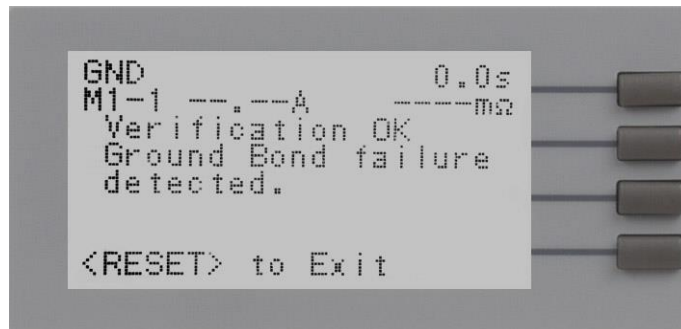 GND 0.0s
M1-1 --.--A ----mΩ
Verification OK
Ground Bond failure
detected.
<RESET> to Exit